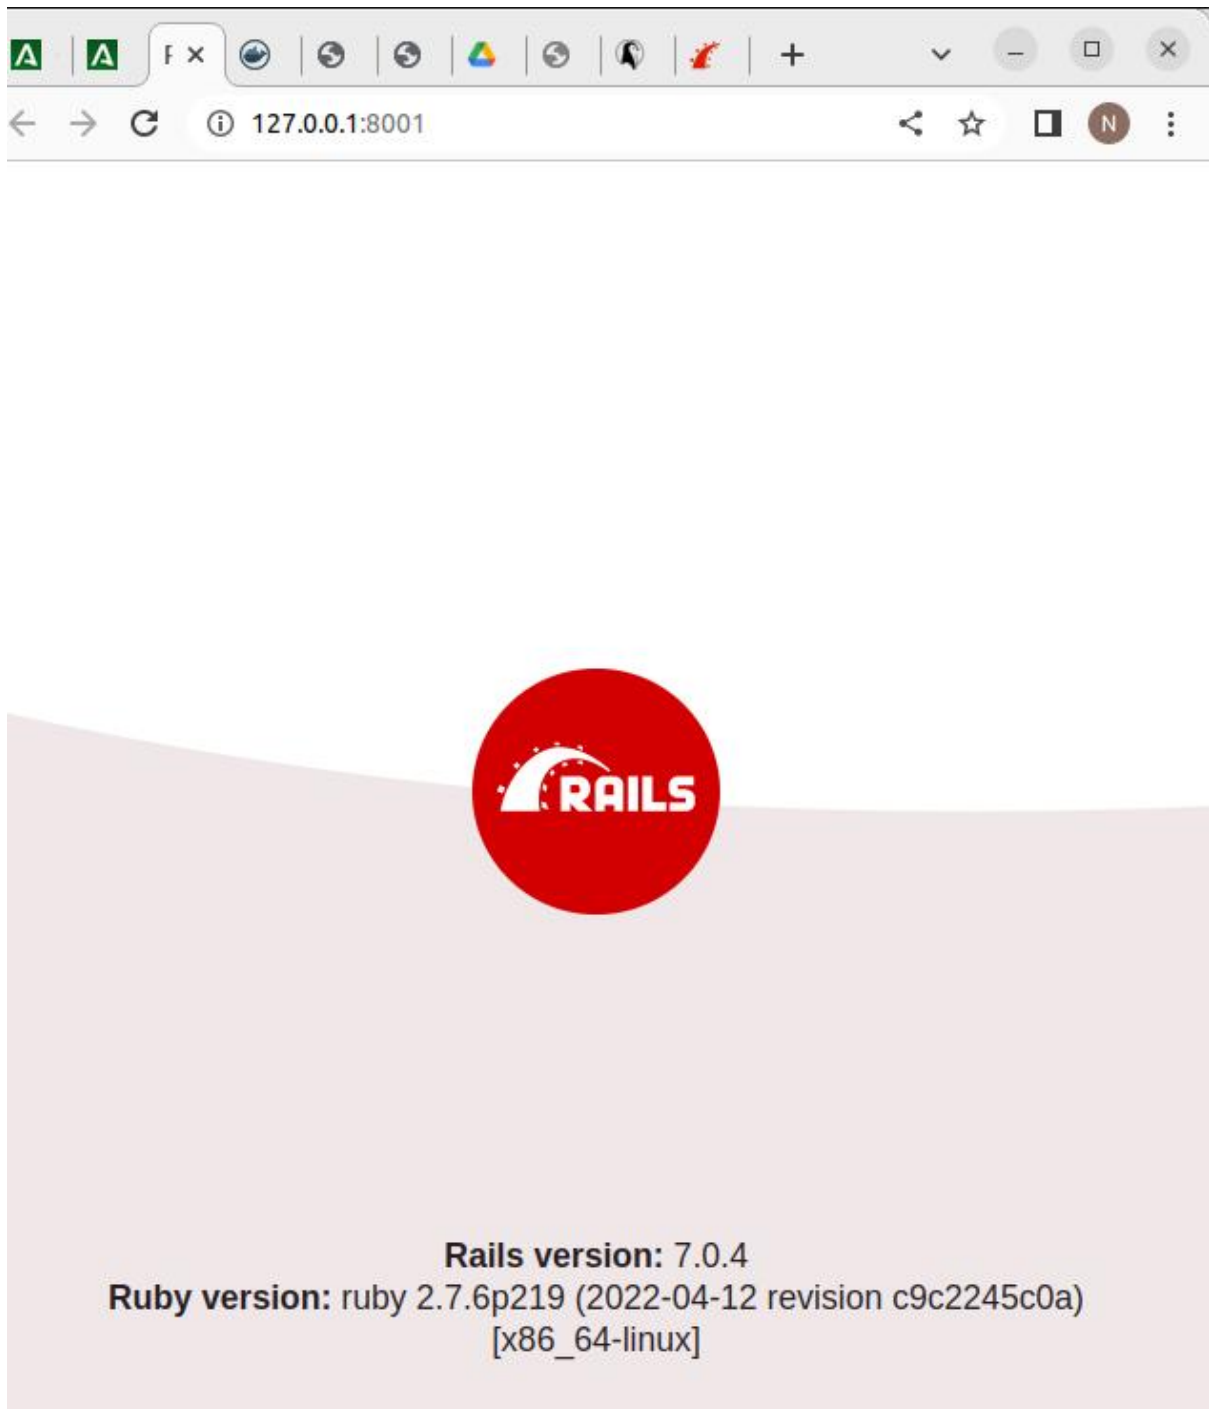 F
127.0.0.1:8001
N
RAILS
Rails version: 7.0.4
Ruby version: ruby 2.7.6p219 (2022-04-12 revision c9c2245c0a)
[x86_64-linux]